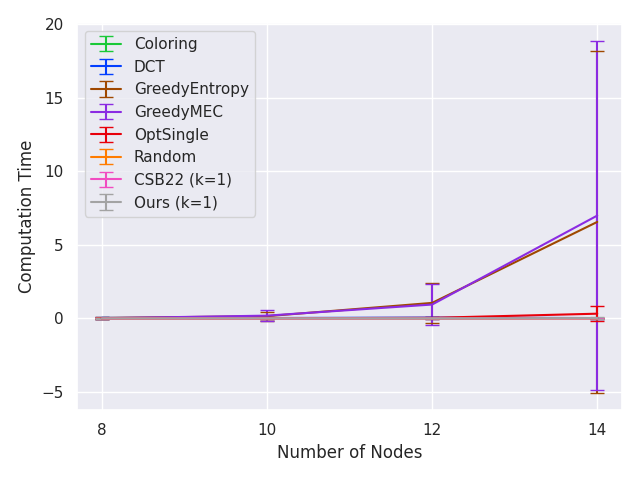 20
15
10
5
0
−5
Computation Time
Coloring
DCT
GreedyEntropy
GreedyMEC
OptSingle
Random
CSB22 (k=1)
Ours (k=1)
8
10
12
14
Number of Nodes